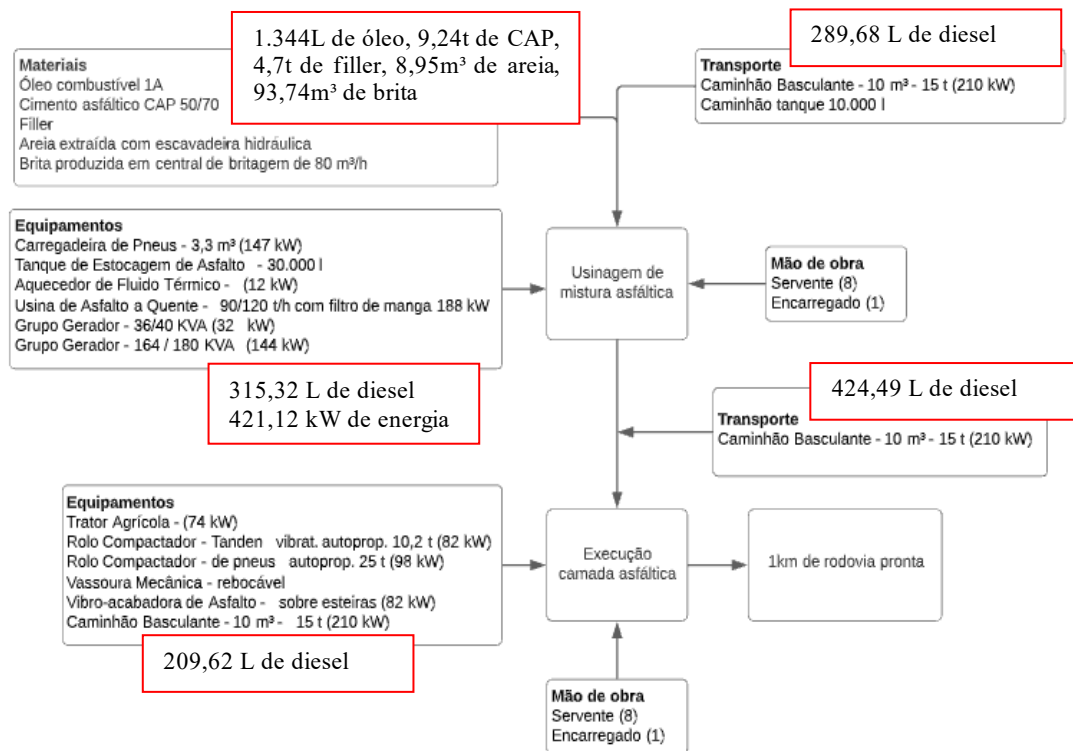 Materiais
Óleo combustível 1A
Cimento asfáltico CAP 50/70
Filler
Areia extraída com escavadeira hidráulica
Brita produzida em central de britagem de 80 m³/h
1.344L de óleo, 9,24t de CAP,
4,7t de filler, 8,95m³ de areia,
93,74m³ de brita
289,68 L de diesel
Transporte
Caminhão Basculante - 10 m³ - 15 t (210 kW)
Caminhão tanque 10.000 l
Equipamentos
Carregadeira de Pneus - 3,3 m³ (147 kW)
Tanque de Estocagem de Asfalto - 30.000 l
Aquecedor de Fluido Térmico - (12 kW)
Usina de Asfalto a Quente - 90/120 t/h com filtro de manga 188 kW
Grupo Gerador - 36/40 KVA (32 kW)
Grupo Gerador - 164 / 180 KVA (144 kW)
315,32 L de diesel
421,12 kW de energia
Usinagem de
mistura asfáltica
Mão de obra
Servente (8)
Encarregado (1)
424,49 L de diesel
Transporte
Caminhão Basculante - 10 m³ - 15 t (210 kW)
Equipamentos
Trator Agrícola - (74 kW)
Rolo Compactador - Tanden vibrat. autoprop. 10,2 t (82 kW)
Rolo Compactador - de pneus autoprop. 25 t (98 kW)
Vassoura Mecânica - rebocável
Vibro-acabadora de Asfalto - sobre esteiras (82 kW)
Caminhão Basculante - 10 m³ - 15 t (210 kW)
209,62 L de diesel
Execução
camada asfáltica
1km de rodovia pronta
Mão de obra
Servente (8)
Encarregado (1)